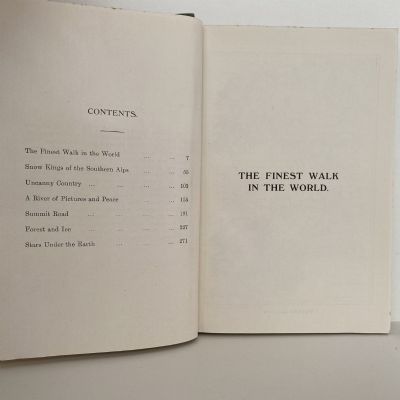 CONTENTS.
The Finest Walk in the World ... ... 7
Snow Kings of the Southern Alps ... ... 55
Uncanny Country ... ... ... 103
A River of Pictures and Peace ... ... 155
Summit Road ... ... ... 191
Forest and Ice ... ... ... 237
Stars Under the Earth ... ... ... 271
THE FINEST WALK
IN THE WORLD.